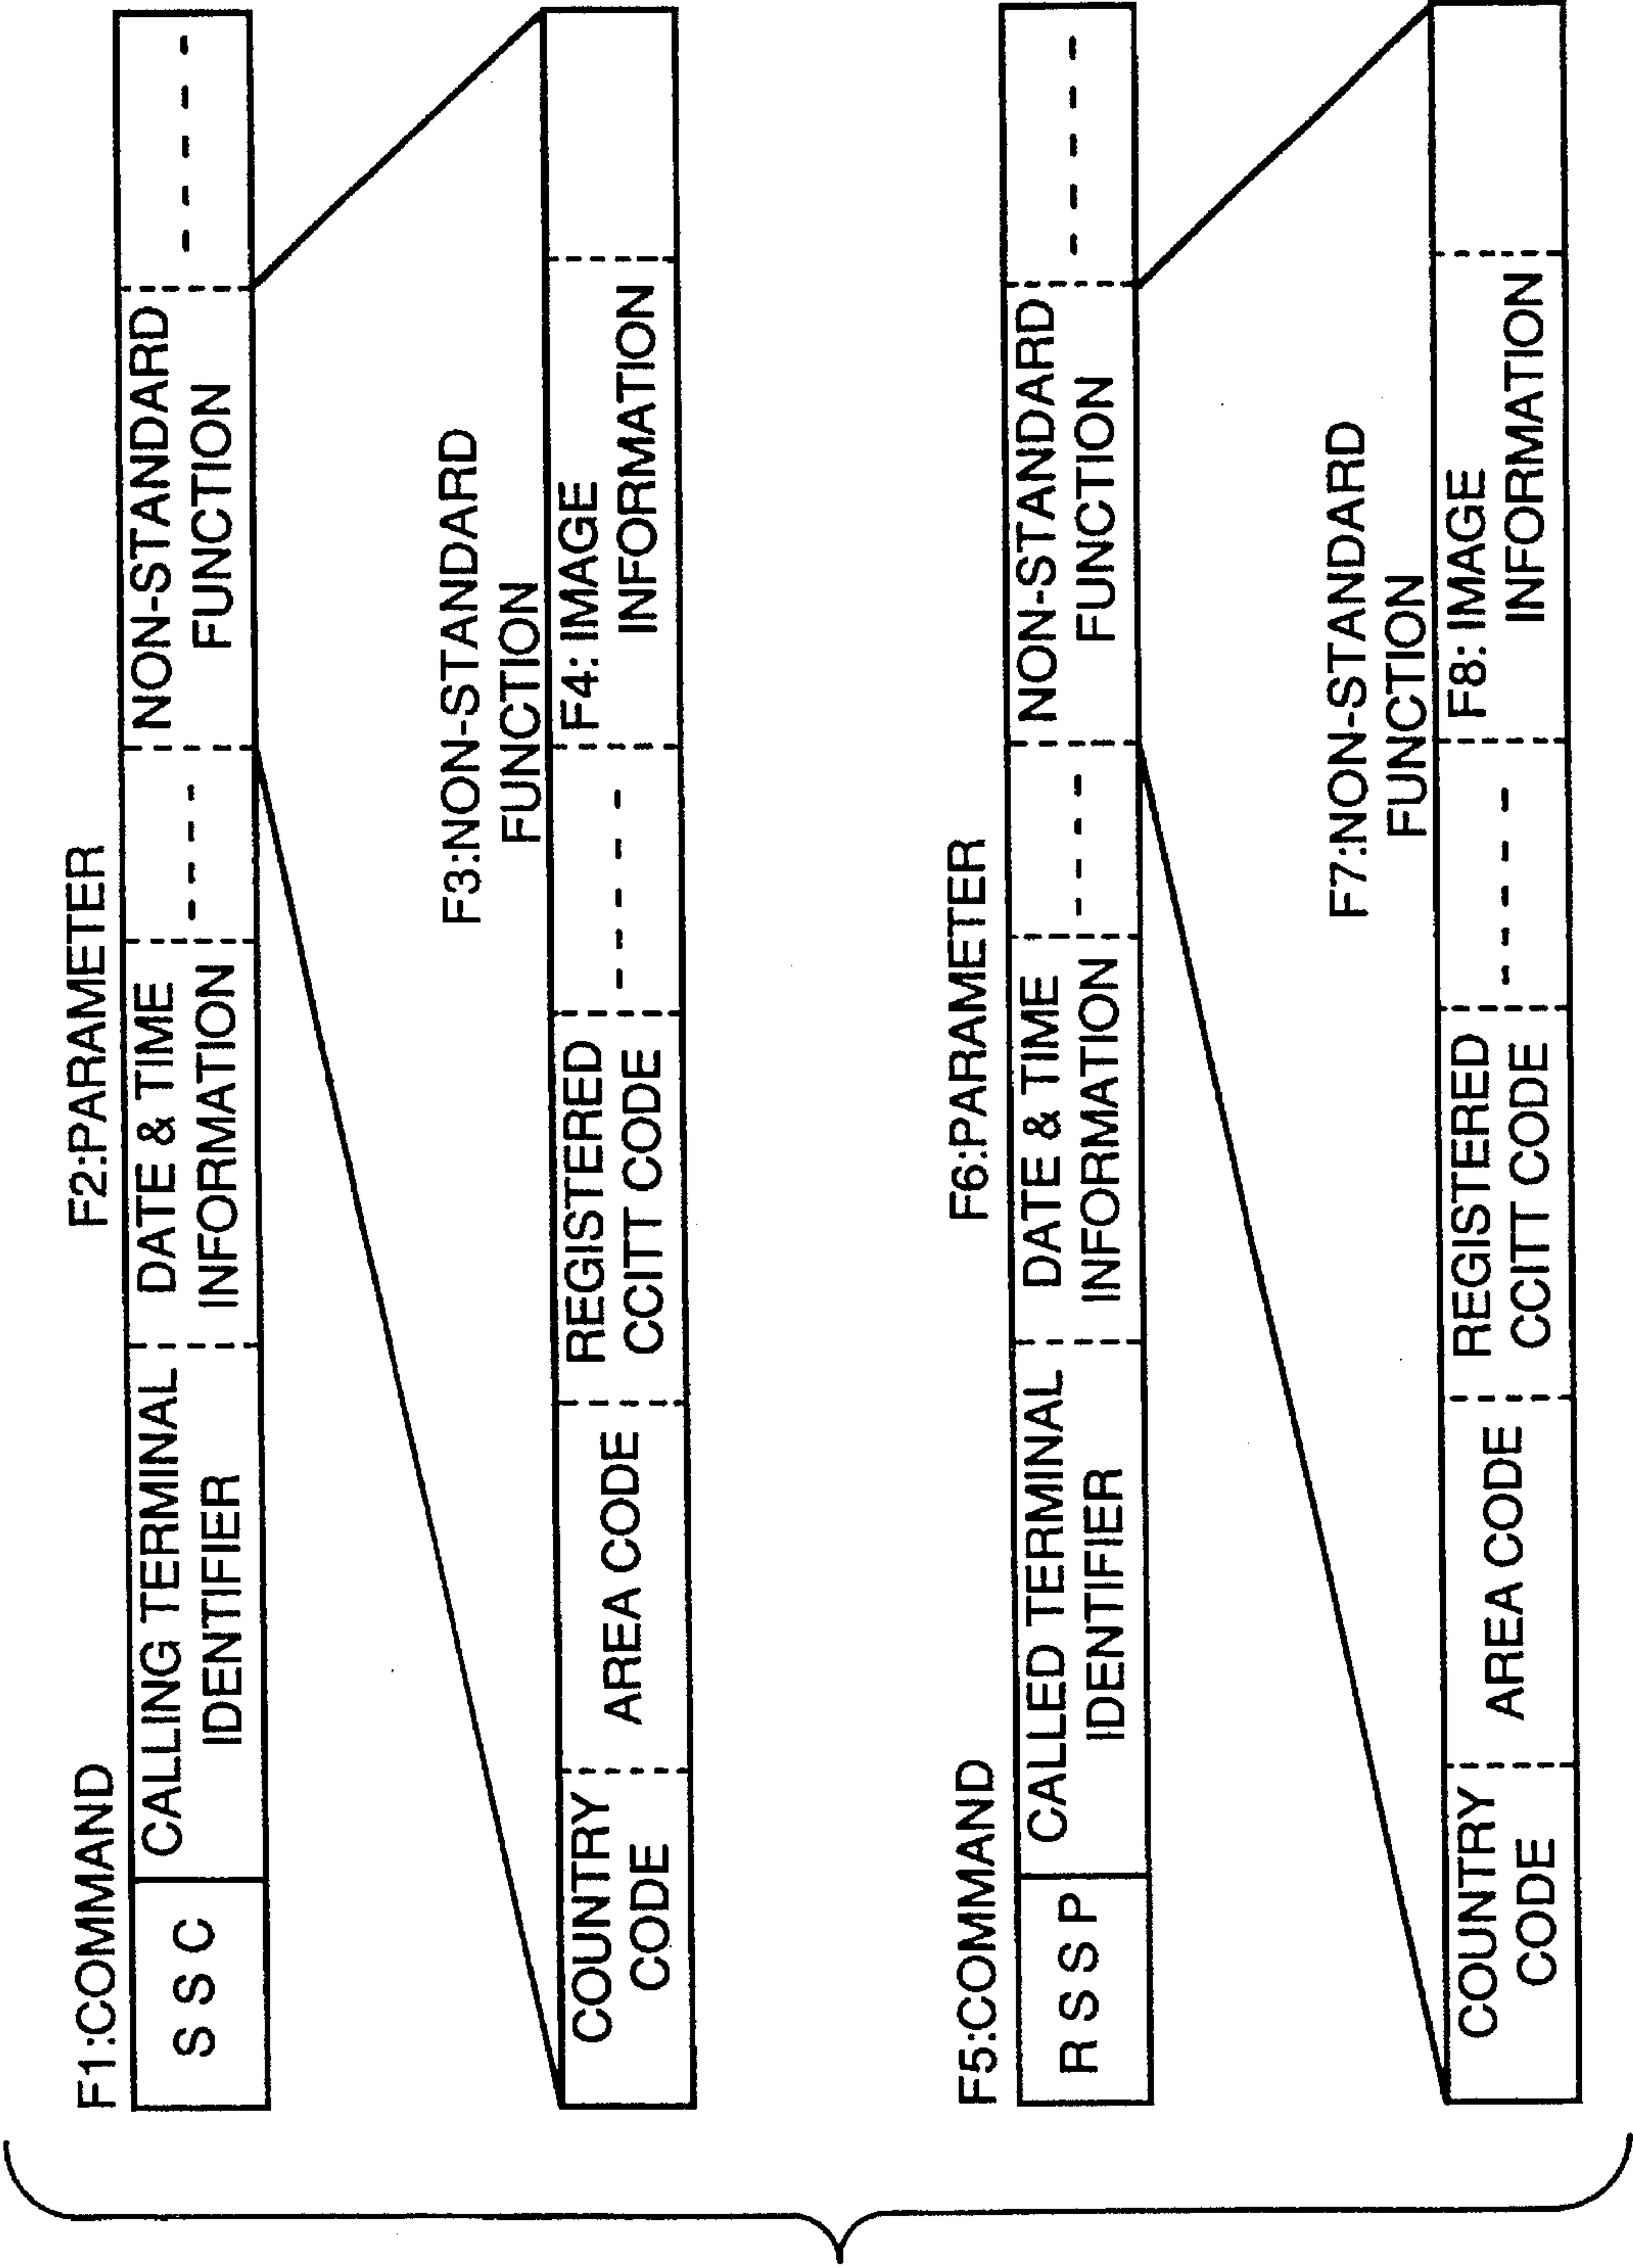 F1:COMMAND
F2:PARAMETER
S S C
CALLING TERMINAL
IDENTIFIER
DATE & TIME
INFORMATION
- - - -
NON-STANDARD
FUNCTION
- - - - -
F3:NON-STANDARD
FUNCTION
COUNTRY
CODE
AREA CODE
REGISTERED
CCITT CODE
- - - - -
F4: IMAGE
INFORMATION
F5:COMMAND
F6:PARAMETER
R S S P
CALLED TERMINAL
IDENTIFIER
DATE & TIME
INFORMATION
- - - -
NON-STANDARD
FUNCTION
- - - - -
F7:NON-STANDARD
FUNCTION
COUNTRY
CODE
AREA CODE
REGISTERED
CCITT CODE
- - - - -
F8: IMAGE
INFORMATION